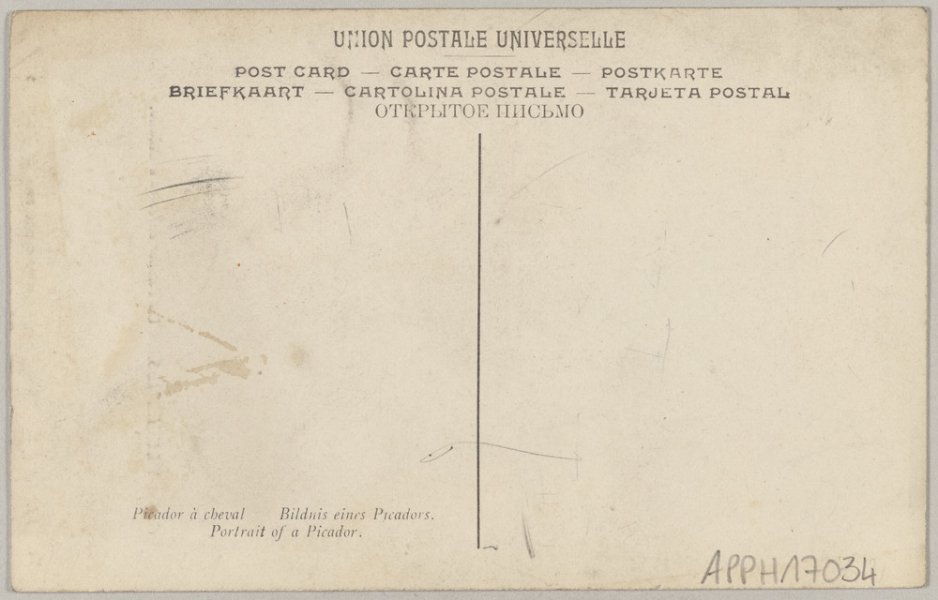 UNION POSTALE UNIVERSELLE
POST CARD — CARTE POSTALE — POSTKARTE
BRIEFKAART — CARTOLINA POSTALE — TARJETA POSTAL
ОТКРЫТОЕ ПИСЬМО
Picador à cheval Bildnis eines Picadors.
Portrait of a Picador.
APPH17034